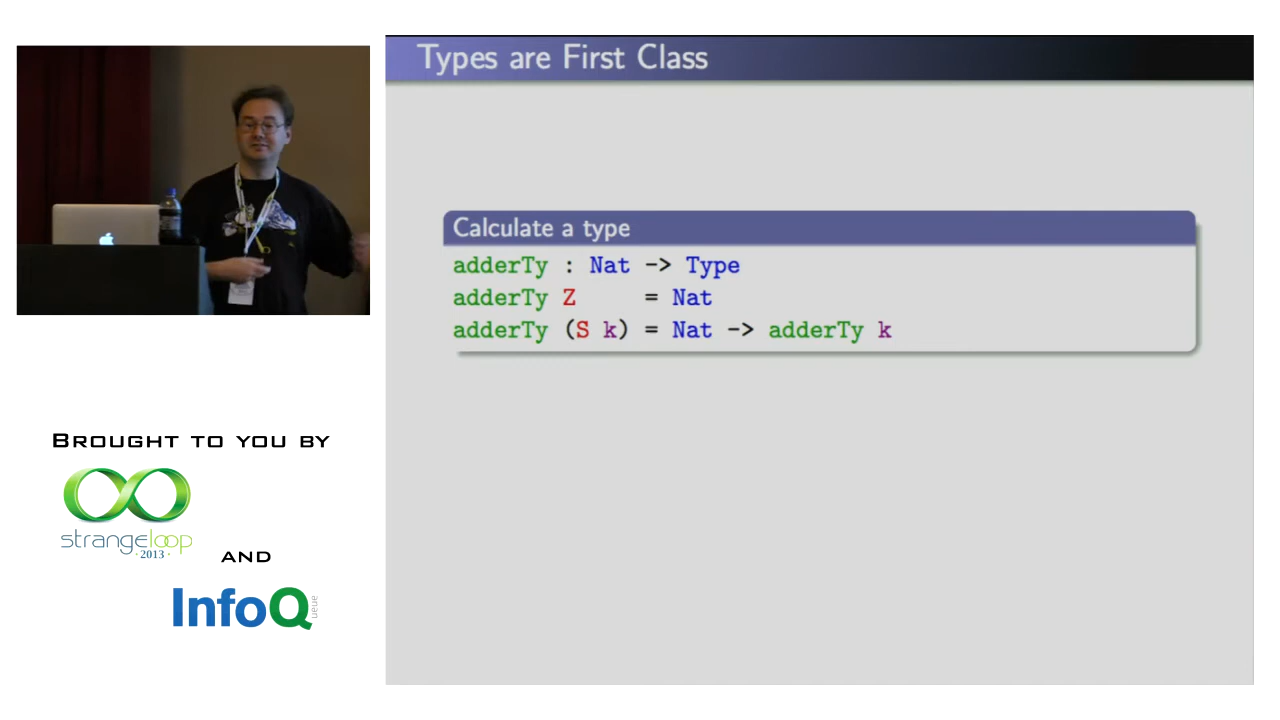 Types are First Class
Calculate a type
adderTy : Nat -> Type
adderTy Z = Nat
adderTy (S k) = Nat -> adderTy k
BROUGHT TO YOU BY
strangeloop
· 2013 ·
AND
InfoQ
ueue